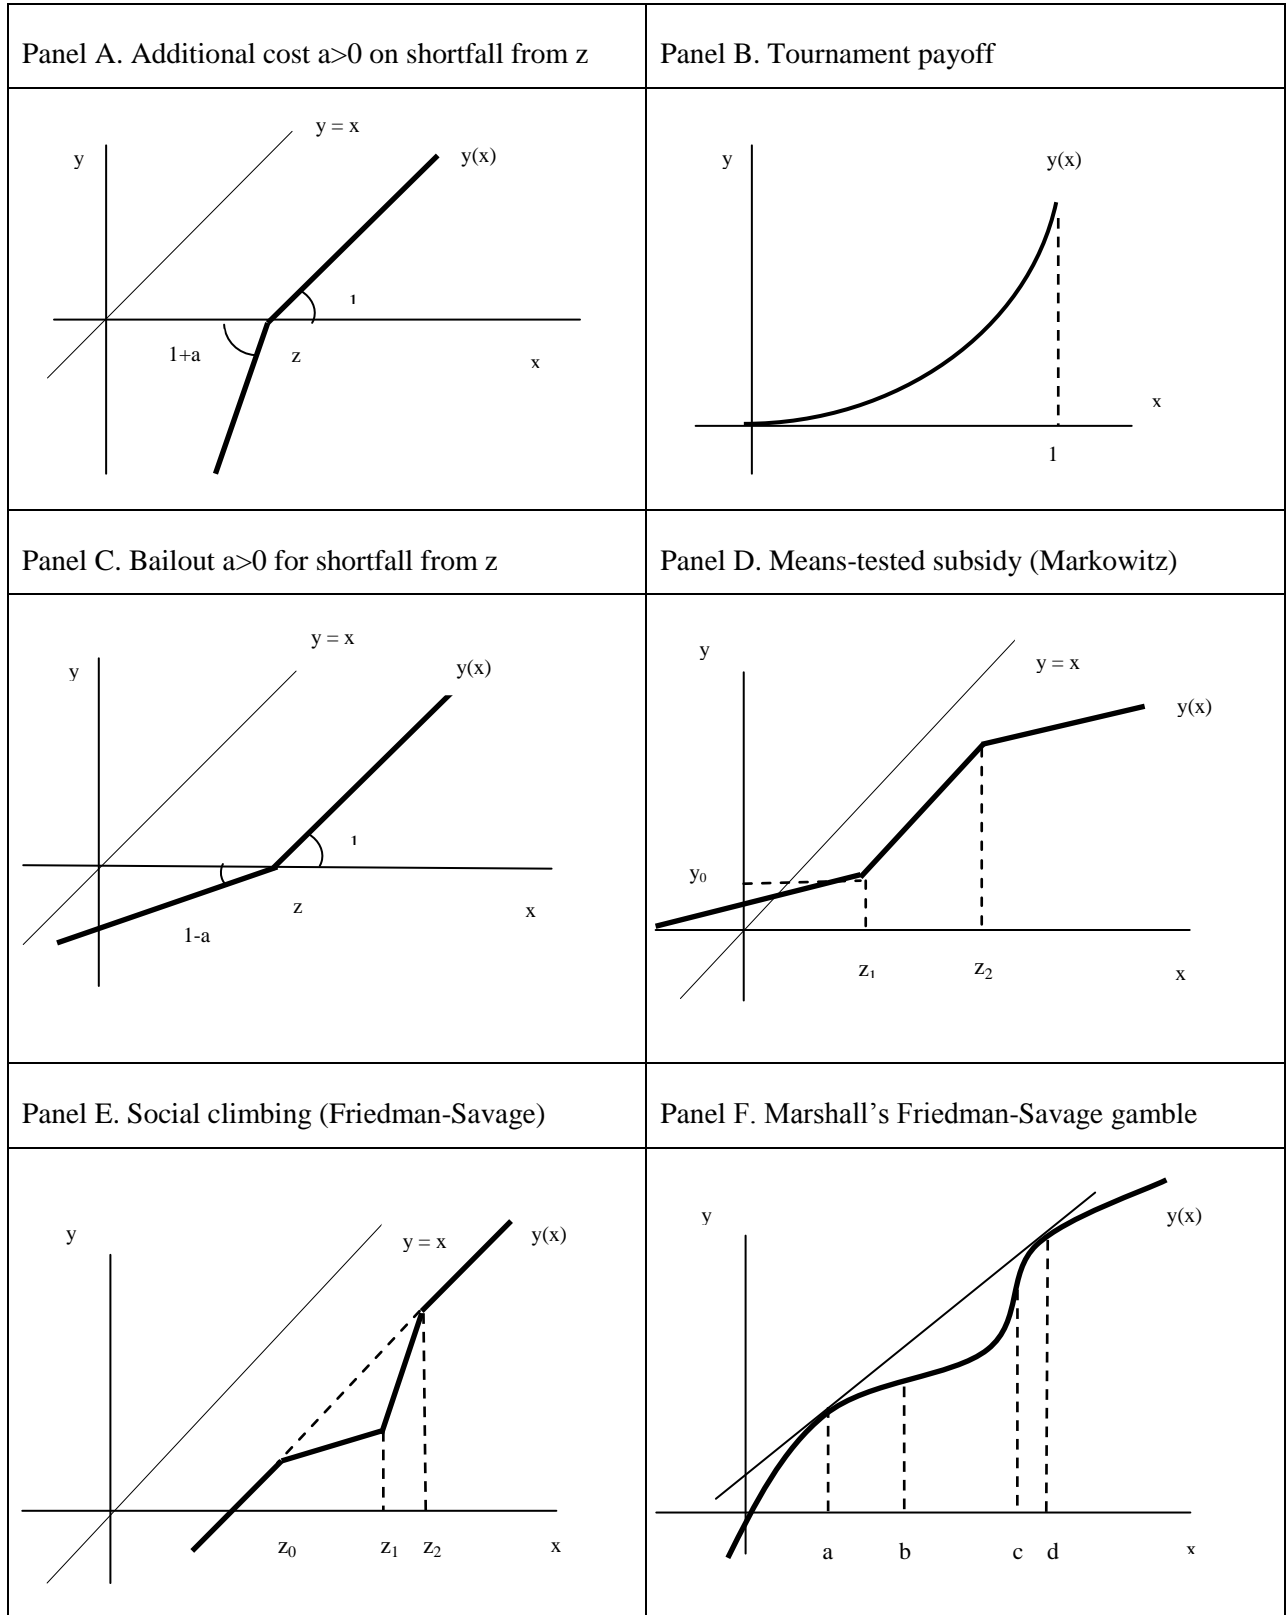 Panel A. Additional cost a>0 on shortfall from z
Panel B. Tournament payoff
y = x
y
y(x)
1
1+a
z
x
y
y(x)
x
1
Panel C. Bailout a>0 for shortfall from z
Panel D. Means-tested subsidy (Markowitz)
y = x
y
y(x)
1
z
x
1-a
y
y = x
y(x)
y₀
z₁
z₂
x
Panel E. Social climbing (Friedman-Savage)
Panel F. Marshall’s Friedman-Savage gamble
y
y = x
y(x)
z₀
z₁
z₂
x
y
y(x)
a
b
c
d
x